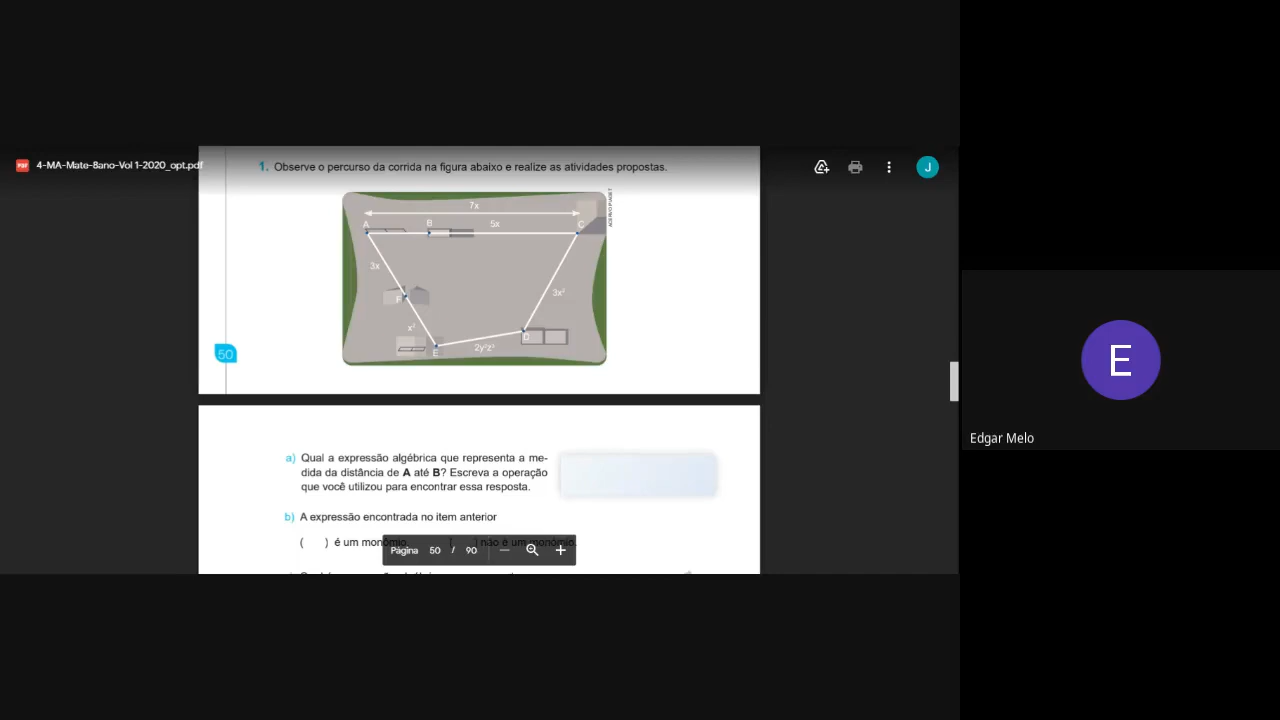 4-MA-Mate-8ano-Vol 1-2020_opt.pdf
J
1. Observe o percurso da corrida na figura abaixo e realize as atividades propostas.
7x
A
B
5x
C
3x
F
3x²
x²
E
2y²z³
D
50
a) Qual a expressão algébrica que representa a me-
dida da distância de A até B? Escreva a operação
que você utilizou para encontrar essa resposta.
b) A expressão encontrada no item anterior
( ) é um monômio. ( ) não é um monômio.
Página 50 / 90
E
Edgar Melo